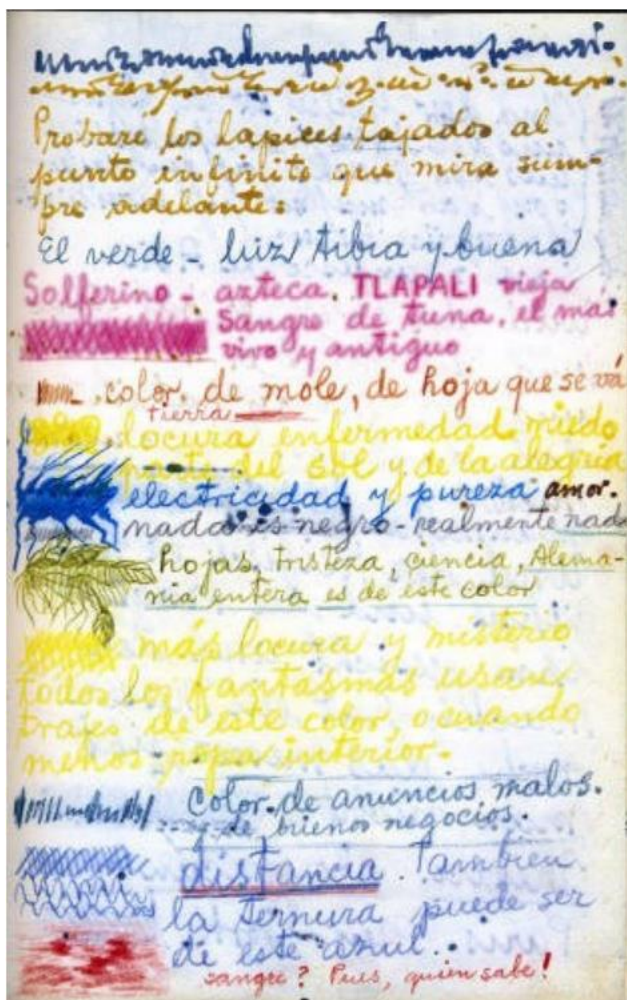 Probaré los lapices tajados al
punto infinito que mira siem-
pre adelante:
El verde - luz tibia y buena
Solferino - azteca. TLAPALI vieja
Sangre de tuna, el más
vivo y antiguo
color de mole, de hoja que se vá
tierra
locura enfermedad miedo
parte del sol y de la alegria
electricidad y pureza amor.
nada es negro - realmente nada
hojas, tristeza, ciencia, Alema-
nia entera es de este color
más locura y misterio
todos los fantasmas usan
trajes de este color, o cuando
menos ropa interior.
color de anuncios malos.
y de buenos negocios.
distancia. Tambien
la ternura puede ser
de este azul..
sangre? Pues, quien sabe!